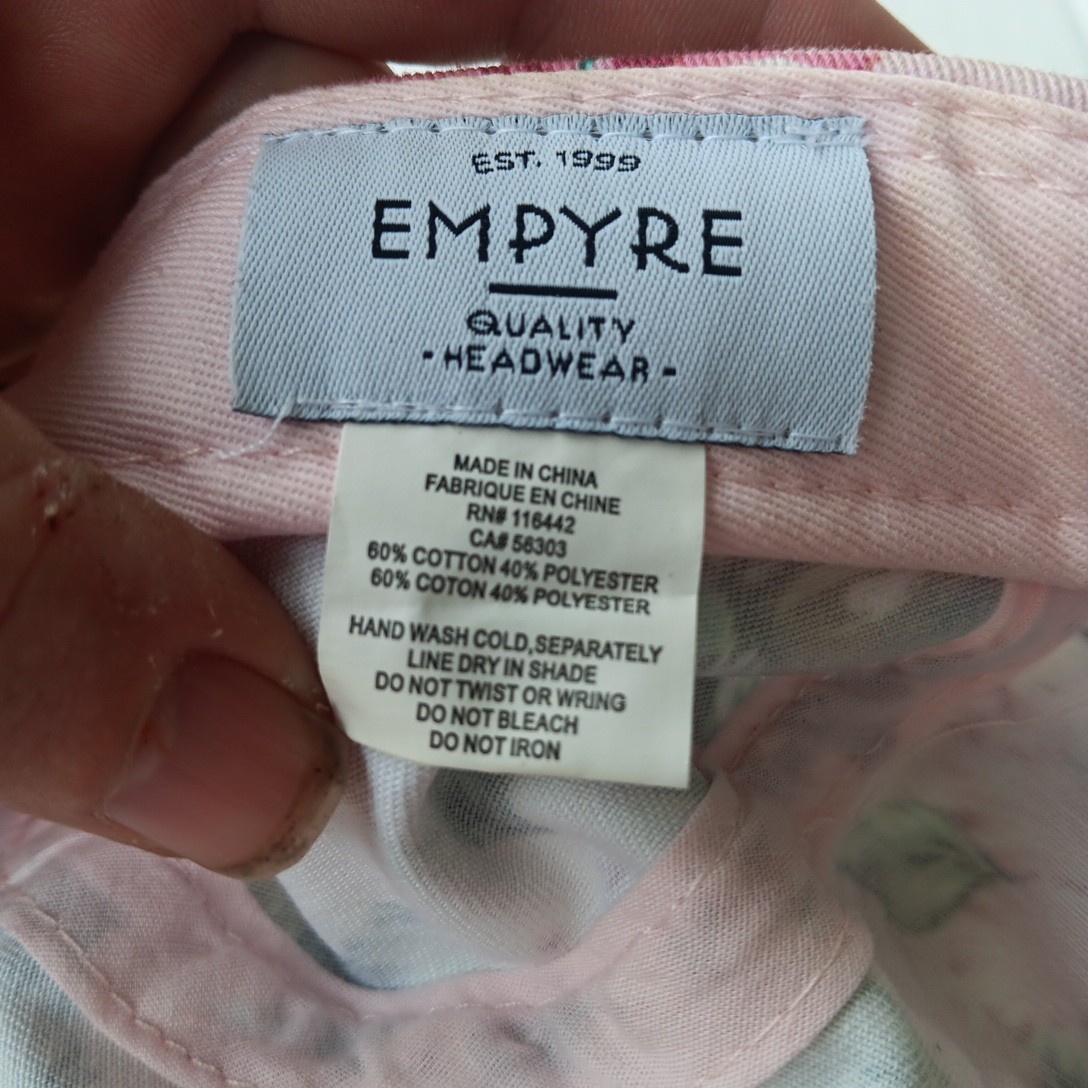 EST. 1999
EMPYRE
QUALITY
- HEADWEAR -
MADE IN CHINA
FABRIQUE EN CHINE
RN# 116442
CA# 56303
60% COTTON 40% POLYESTER
60% COTON 40% POLYESTER
HAND WASH COLD,SEPARATELY
LINE DRY IN SHADE
DO NOT TWIST OR WRING
DO NOT BLEACH
DO NOT IRON